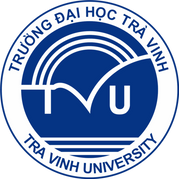 TRƯỜNG ĐẠI HỌC TRÀ VINH
TVU
TRA VINH UNIVERSITY